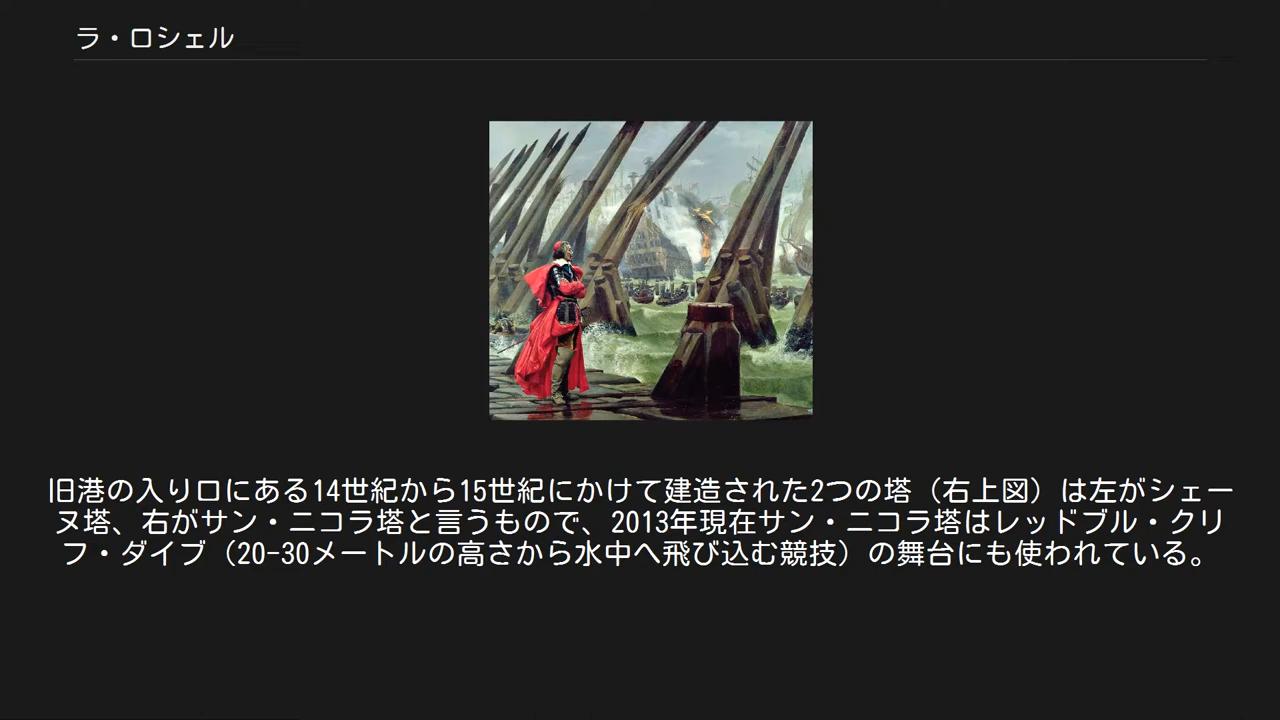 ラ・ロシェル
旧港の入り口にある14世紀から15世紀にかけて建造された2つの塔（右上図）は左がシェー
ヌ塔、右がサン・ニコラ塔と言うもので、2013年現在サン・ニコラ塔はレッドブル・クリ
フ・ダイブ（20-30メートルの高さから水中へ飛び込む競技）の舞台にも使われている。